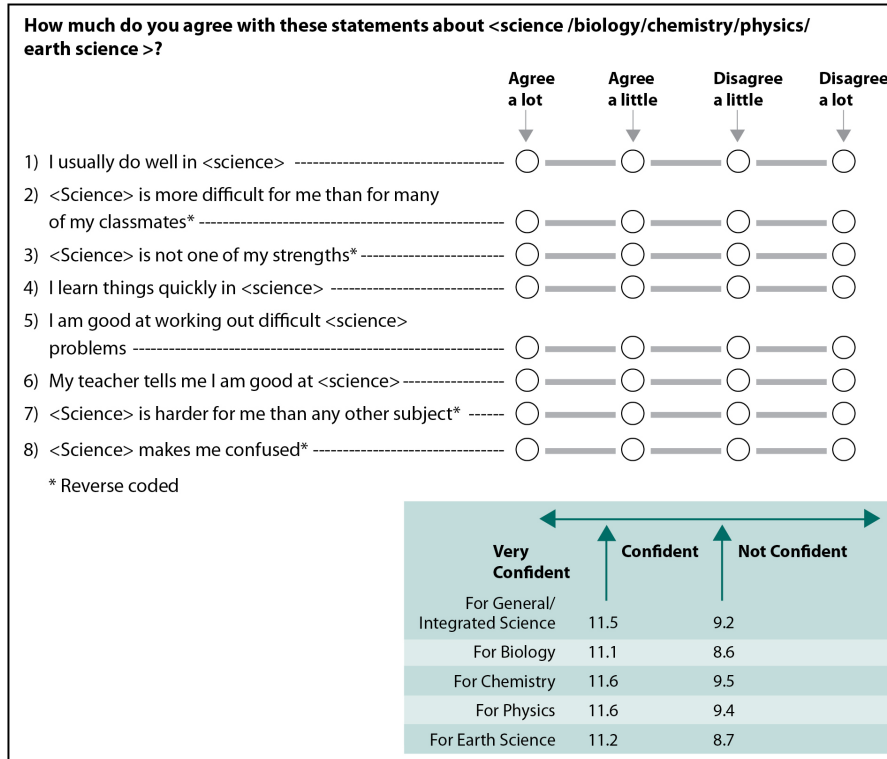 How much do you agree with these statements about <science /biology/chemistry/physics/
earth science >?
Agree a lot Agree a little Disagree a little Disagree a lot
1) I usually do well in <science>
2) <Science> is more difficult for me than for many
of my classmates*
3) <Science> is not one of my strengths*
4) I learn things quickly in <science>
5) I am good at working out difficult <science>
problems
6) My teacher tells me I am good at <science>
7) <Science> is harder for me than any other subject*
8) <Science> makes me confused*
* Reverse coded
Very Confident Confident Not Confident
For General/
Integrated Science 11.5 9.2
For Biology 11.1 8.6
For Chemistry 11.6 9.5
For Physics 11.6 9.4
For Earth Science 11.2 8.7